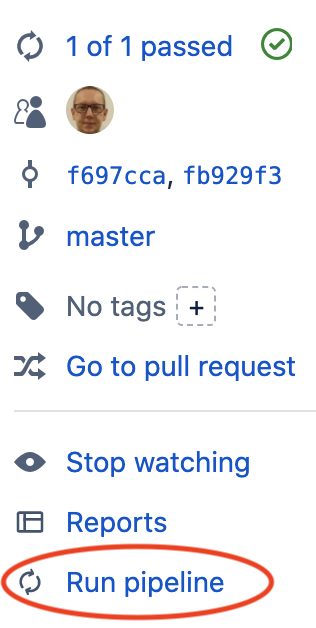 1 of 1 passed
f697cca, fb929f3
master
No tags +
Go to pull request
Stop watching
Reports
Run pipeline